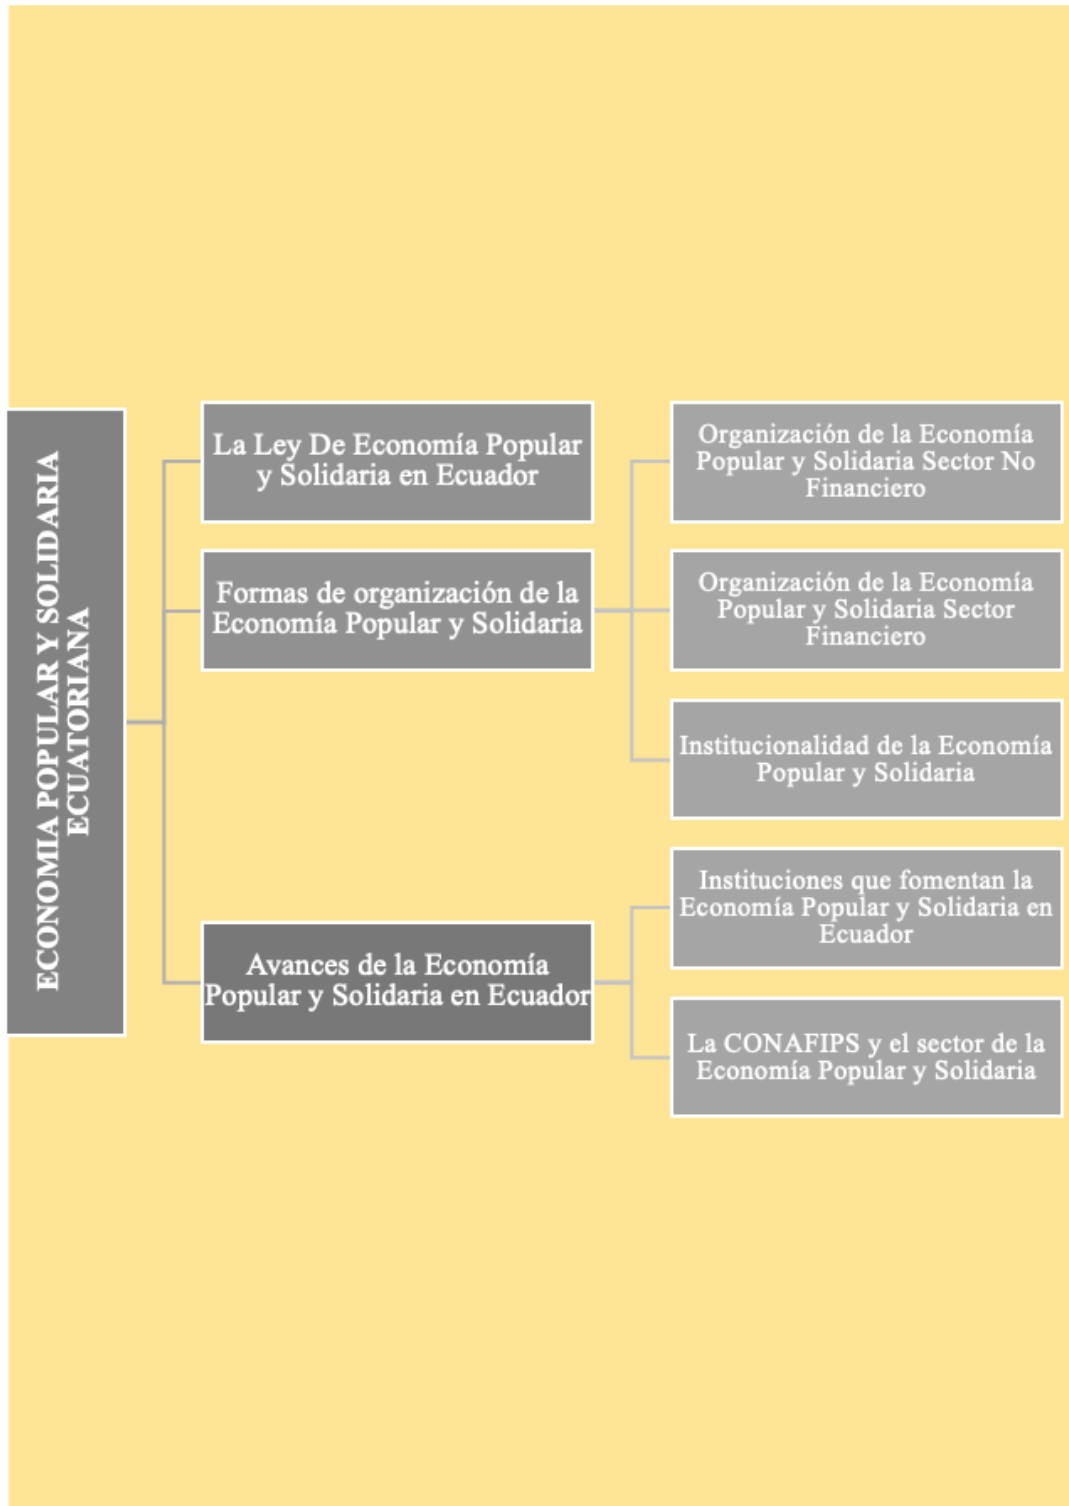 ECONOMIA POPULAR Y SOLIDARIA
ECUATORIANA
La Ley De Economía Popular
y Solidaria en Ecuador
Formas de organización de la
Economía Popular y Solidaria
Organización de la Economía
Popular y Solidaria Sector No
Financiero
Organización de la Economía
Popular y Solidaria Sector
Financiero
Institucionalidad de la Economía
Popular y Solidaria
Avances de la Economía
Popular y Solidaria en Ecuador
Instituciones que fomentan la
Economía Popular y Solidaria en
Ecuador
La CONAFIPS y el sector de la
Economía Popular y Solidaria